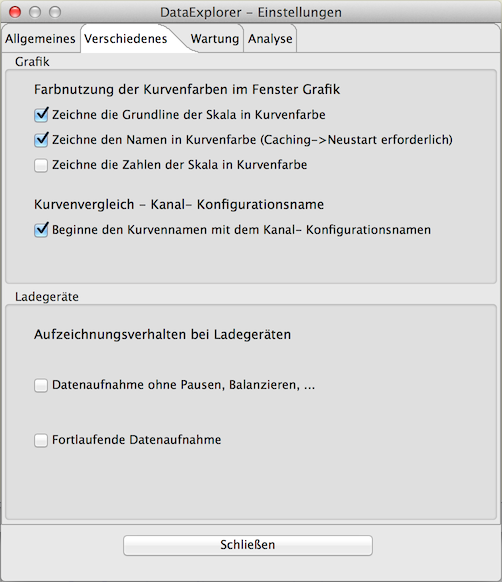 DataExplorer - Einstellungen
Allgemeines Verschiedenes Wartung Analyse
Grafik
Farbnutzung der Kurvenfarben im Fenster Grafik
Zeichne die Grundline der Skala in Kurvenfarbe
Zeichne den Namen in Kurvenfarbe (Caching->Neustart erforderlich)
Zeichne die Zahlen der Skala in Kurvenfarbe
Kurvenvergleich - Kanal- Konfigurationsname
Beginne den Kurvennamen mit dem Kanal- Konfigurationsnamen
Ladegeräte
Aufzeichnungsverhalten bei Ladegeräten
Datenaufnahme ohne Pausen, Balanzieren, ...
Fortlaufende Datenaufnahme
Schließen